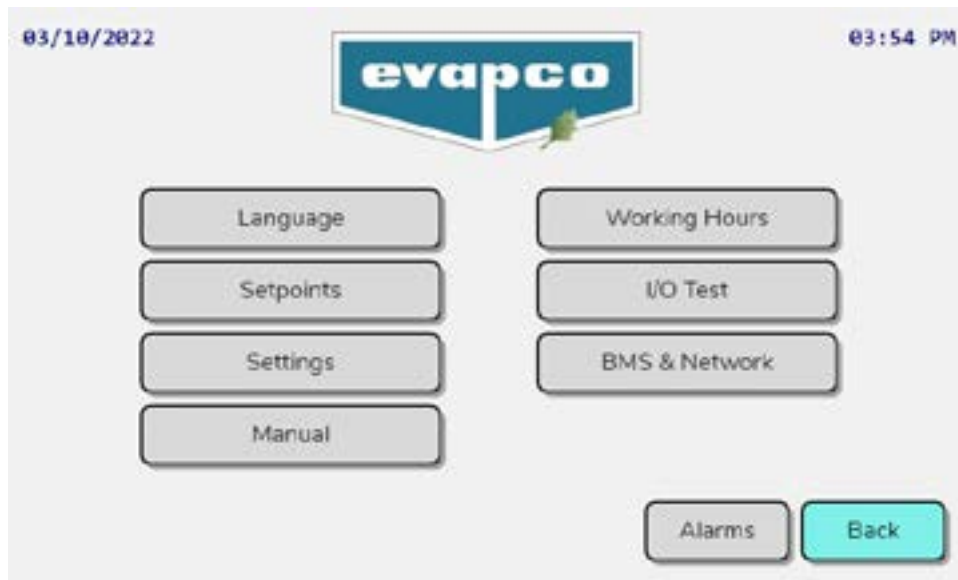 03/10/2022
03:54 PM
evapco
Language
Working Hours
Setpoints
I/O Test
Settings
BMS & Network
Manual
Alarms
Back